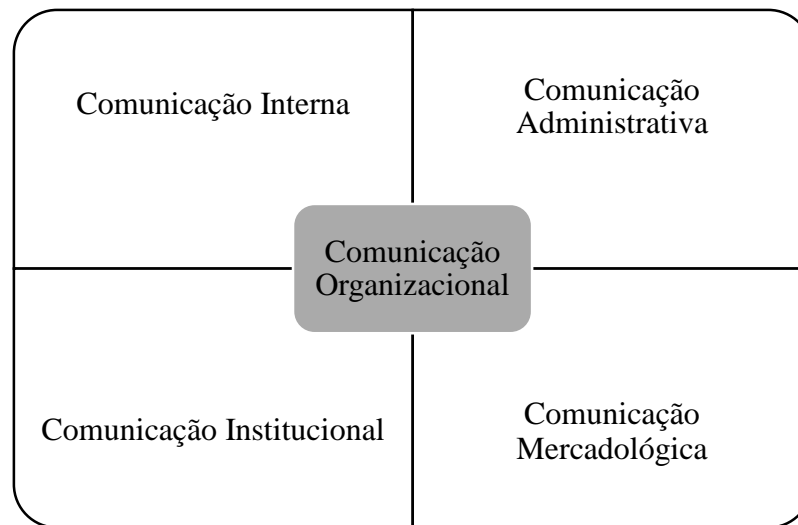 Comunicação Interna
Comunicação
Administrativa
Comunicação
Organizacional
Comunicação Institucional
Comunicação
Mercadológica